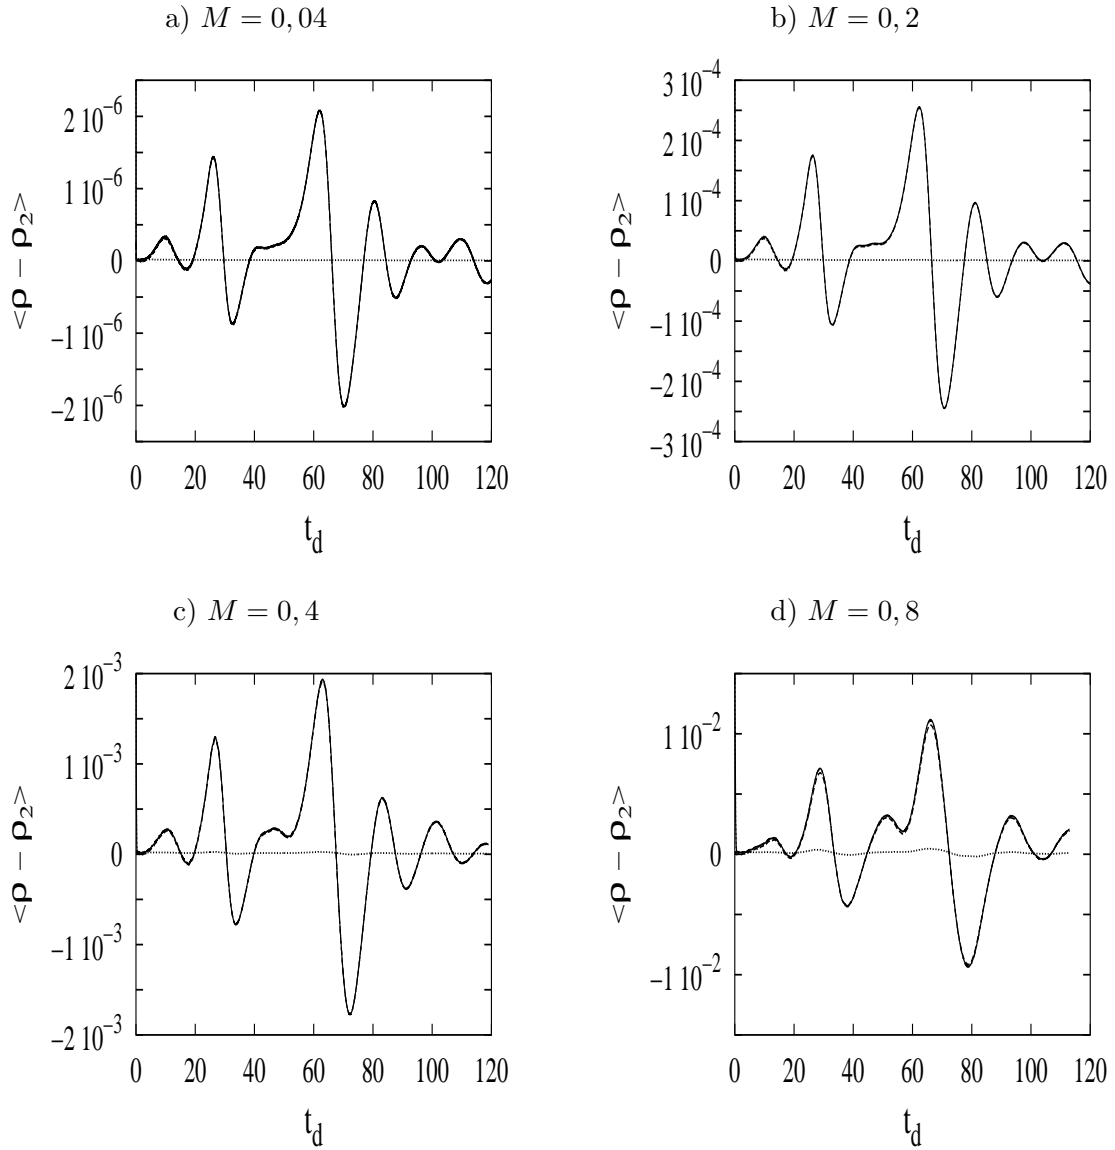 a) M = 0, 04
b) M = 0, 2
<ρ − ρ₂>
2 10⁻⁶
1 10⁻⁶
0
−1 10⁻⁶
−2 10⁻⁶
0 20 40 60 80 100 120
t_d
<ρ − ρ₂>
3 10⁻⁴
2 10⁻⁴
1 10⁻⁴
0
−1 10⁻⁴
−2 10⁻⁴
−3 10⁻⁴
0 20 40 60 80 100 120
t_d
c) M = 0, 4
d) M = 0, 8
<ρ − ρ₂>
2 10⁻³
1 10⁻³
0
−1 10⁻³
−2 10⁻³
0 20 40 60 80 100 120
t_d
<ρ − ρ₂>
1 10⁻²
0
−1 10⁻²
0 20 40 60 80 100 120
t_d